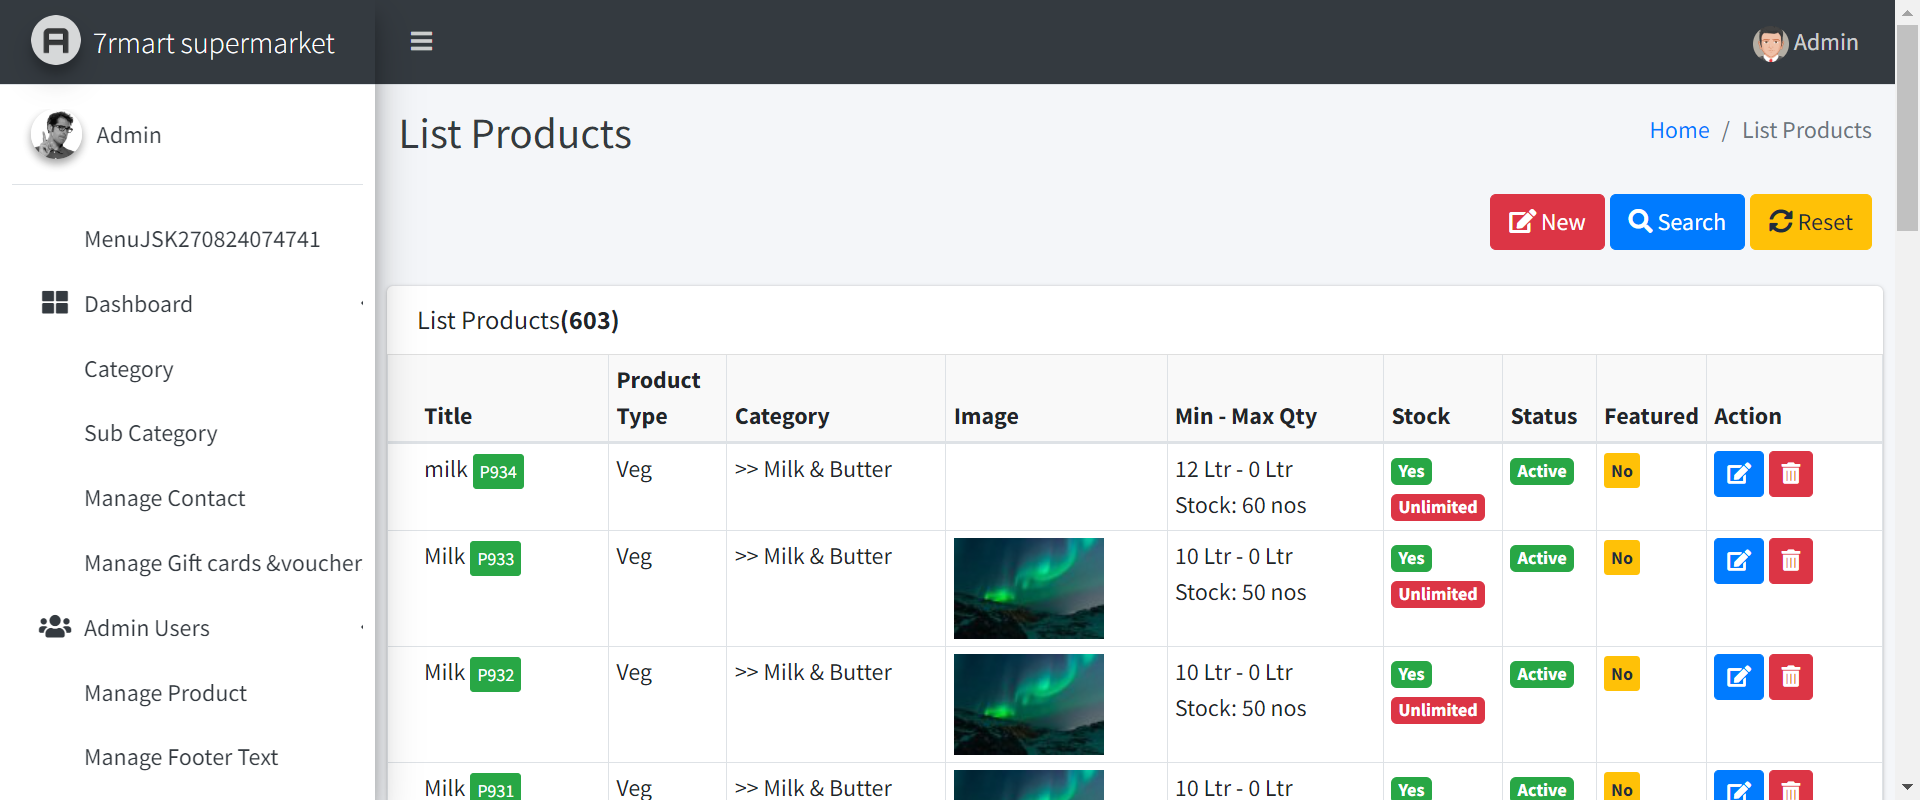 7rmart supermarket
Admin
Admin
MenuJSK270824074741
Dashboard
Category
Sub Category
Manage Contact
Manage Gift cards &voucher
Admin Users
Manage Product
Manage Footer Text
List Products
Home / List Products
New Search Reset
List Products(603)
Title Product Type Category Image Min - Max Qty Stock Status Featured Action
milk P934 Veg >> Milk & Butter 12 Ltr - 0 Ltr Yes Active No
Stock: 60 nos Unlimited
Milk P933 Veg >> Milk & Butter 10 Ltr - 0 Ltr Yes Active No
Stock: 50 nos Unlimited
Milk P932 Veg >> Milk & Butter 10 Ltr - 0 Ltr Yes Active No
Stock: 50 nos Unlimited
Milk P931 Veg >> Milk & Butter 10 Ltr - 0 Ltr Yes Active No